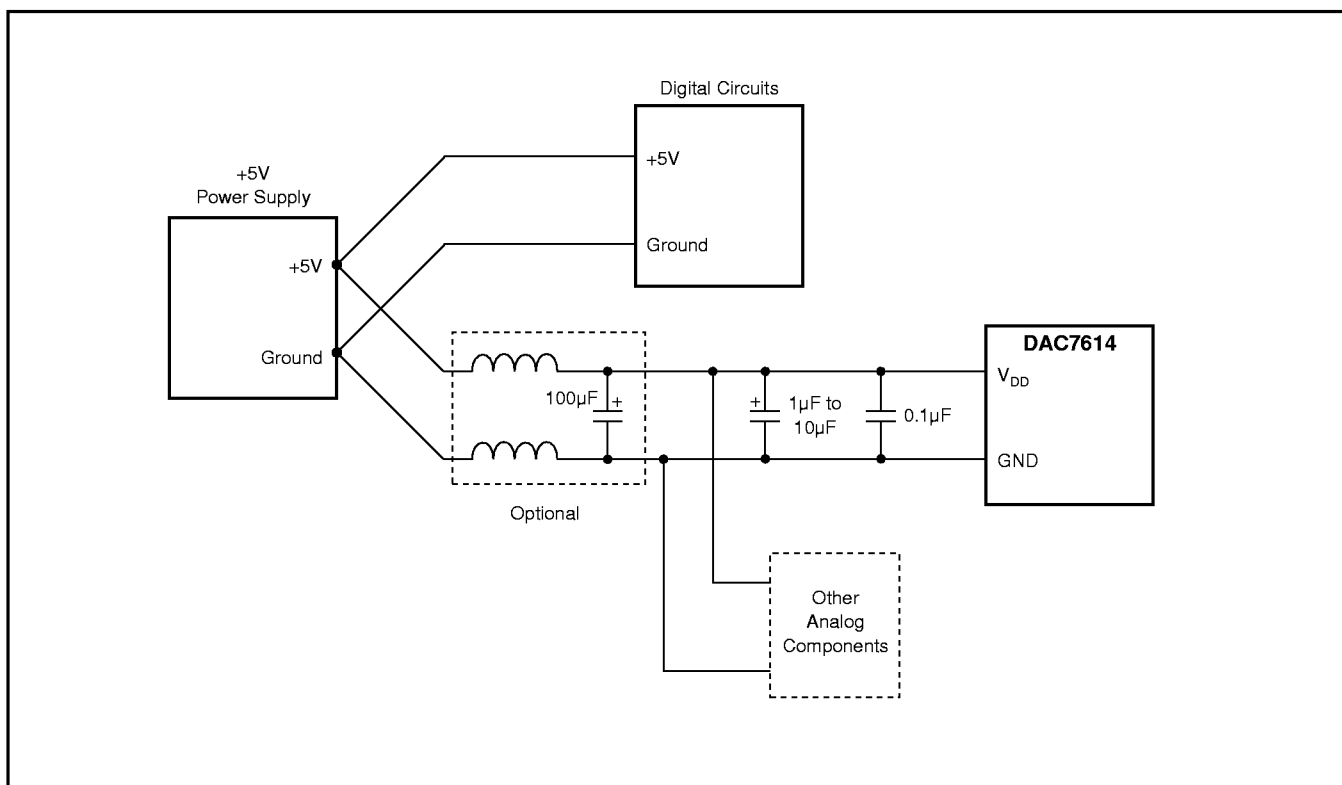 Digital Circuits
+5V
Power Supply
+5V
Ground
+5V
Ground
DAC7614
VDD
GND
100µF
+
+
1µF to
10µF
0.1µF
Optional
Other
Analog
Components